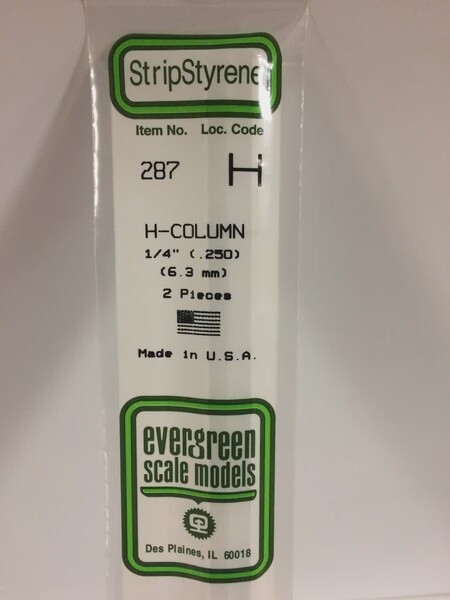 StripStyrene
Item No. Loc. Code
287 H
H-COLUMN
1/4" (.250)
(6.3 mm)
2 Pieces
Made in U.S.A.
evergreen
scale models
Des Plaines, IL 60018